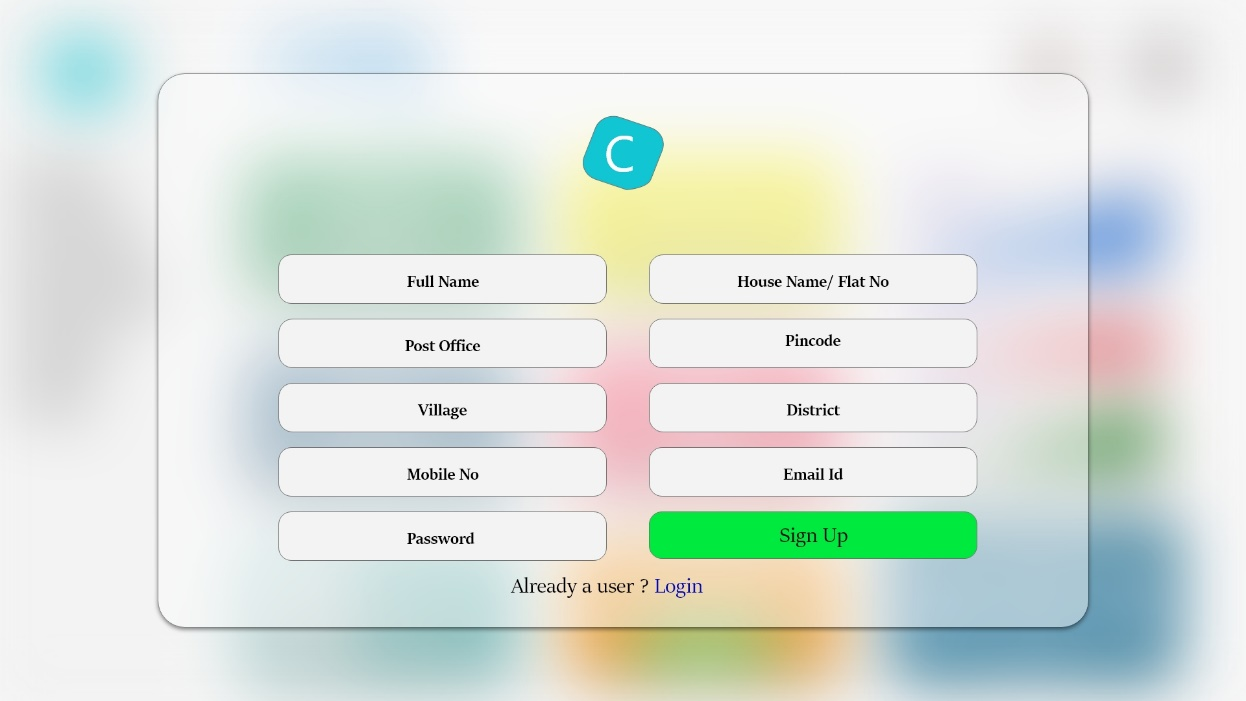 C
Full Name
House Name/ Flat No
Post Office
Pincode
Village
District
Mobile No
Email Id
Password
Sign Up
Already a user ? Login